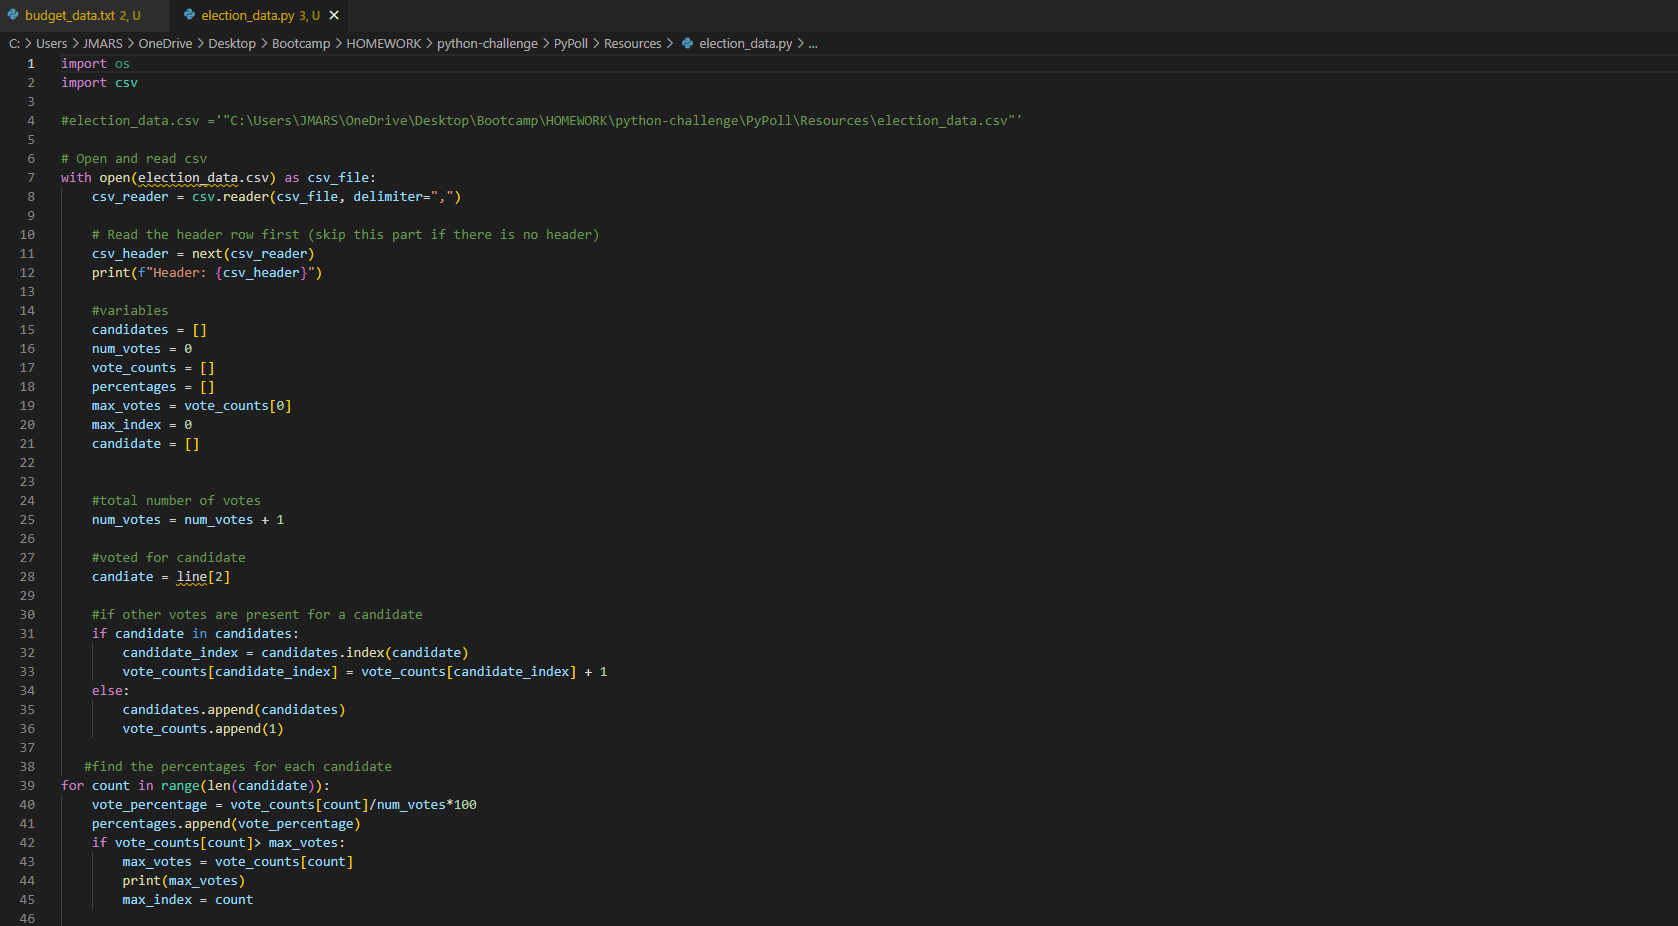 budget_data.txt 2, U election_data.py 3, U
C: > Users > JMARS > OneDrive > Desktop > Bootcamp > HOMEWORK > python-challenge > PyPoll > Resources > election_data.py > ...
1 import os
2 import csv
3
4 #election_data.csv ='"C:\Users\JMARS\OneDrive\Desktop\Bootcamp\HOMEWORK\python-challenge\PyPoll\Resources\election_data.csv"'
5
6 # Open and read csv
7 with open(election_data.csv) as csv_file:
8 csv_reader = csv.reader(csv_file, delimiter=",")
9
10 # Read the header row first (skip this part if there is no header)
11 csv_header = next(csv_reader)
12 print(f"Header: {csv_header}")
13
14 #variables
15 candidates = []
16 num_votes = 0
17 vote_counts = []
18 percentages = []
19 max_votes = vote_counts[0]
20 max_index = 0
21 candidate = []
22
23
24 #total number of votes
25 num_votes = num_votes + 1
26
27 #voted for candidate
28 candiate = line[2]
29
30 #if other votes are present for a candidate
31 if candidate in candidates:
32 candidate_index = candidates.index(candidate)
33 vote_counts[candidate_index] = vote_counts[candidate_index] + 1
34 else:
35 candidates.append(candidates)
36 vote_counts.append(1)
37
38 #find the percentages for each candidate
39 for count in range(len(candidate)):
40 vote_percentage = vote_counts[count]/num_votes*100
41 percentages.append(vote_percentage)
42 if vote_counts[count]> max_votes:
43 max_votes = vote_counts[count]
44 print(max_votes)
45 max_index = count
46